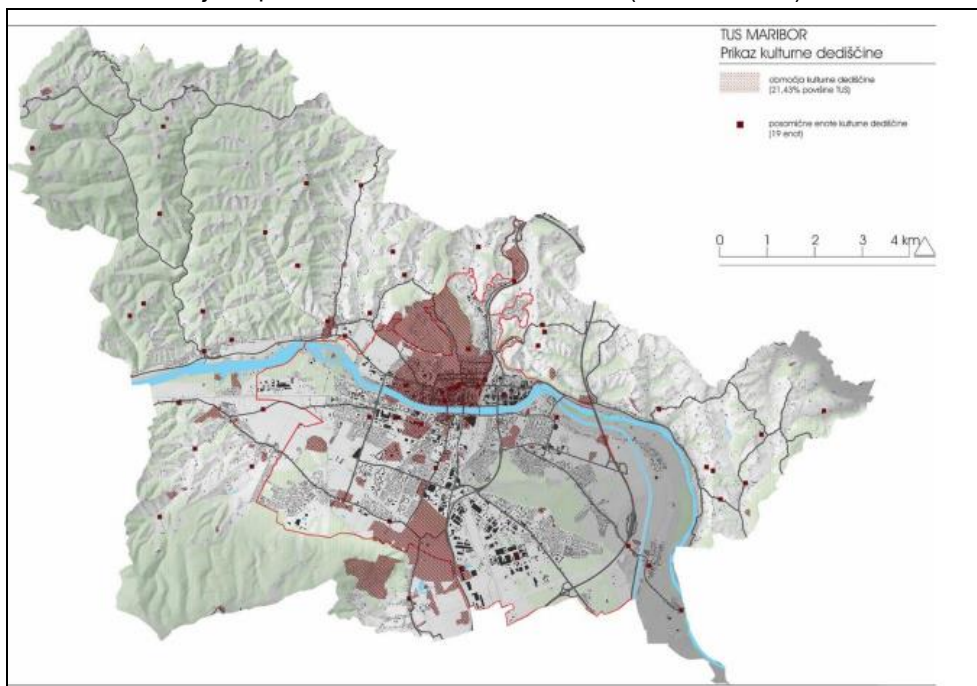 TUS MARIBOR
Prikaz kulturne dediščine
območja kulturne dediščine
(21,43% površine TUS)
posamične enote kulturne dediščine
(19 enot)
0 1 2 3 4 km